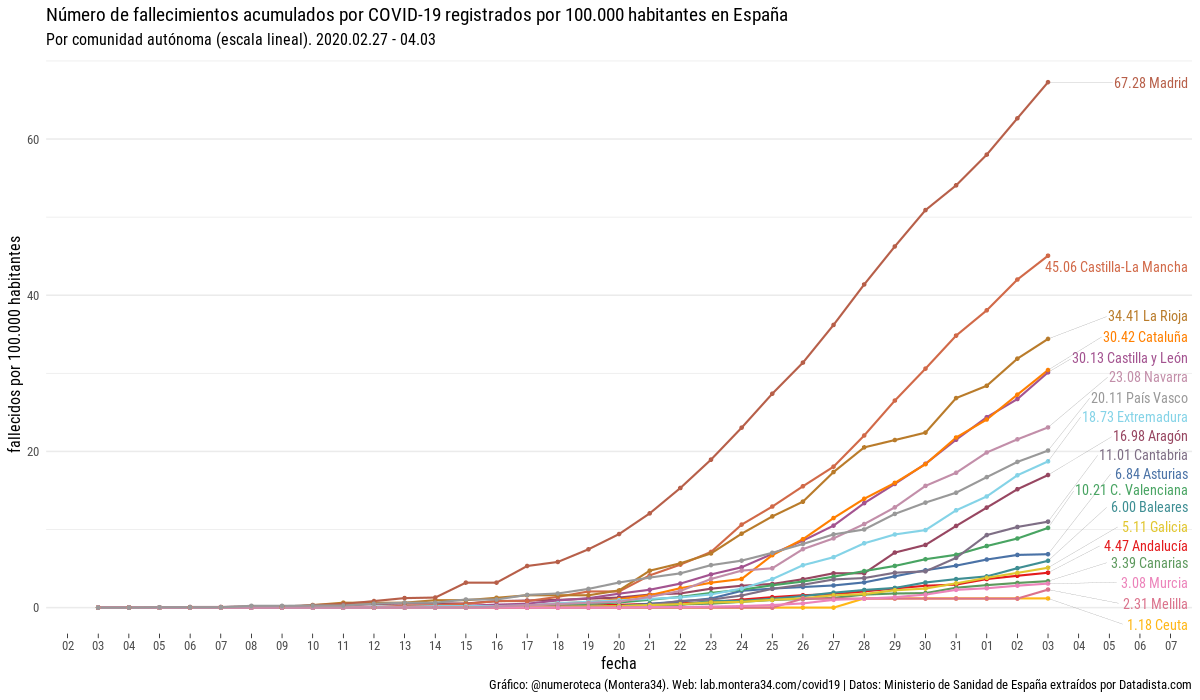 Número de fallecimientos acumulados por COVID-19 registrados por 100.000 habitantes en España
Por comunidad autónoma (escala lineal). 2020.02.27 - 04.03
fallecidos por 100.000 habitantes
60
40
20
0
67.28 Madrid
45.06 Castilla-La Mancha
34.41 La Rioja
30.42 Cataluña
30.13 Castilla y León
23.08 Navarra
20.11 País Vasco
18.73 Extremadura
16.98 Aragón
11.01 Cantabria
6.84 Asturias
10.21 C. Valenciana
6.00 Baleares
5.11 Galicia
4.47 Andalucía
3.39 Canarias
3.08 Murcia
2.31 Melilla
1.18 Ceuta
02 03 04 05 06 07 08 09 10 11 12 13 14 15 16 17 18 19 20 21 22 23 24 25 26 27 28 29 30 31 01 02 03 04 05 06 07
fecha
Gráfico: @numeroteca (Montera34). Web: lab.montera34.com/covid19 | Datos: Ministerio de Sanidad de España extraídos por Datadista.com